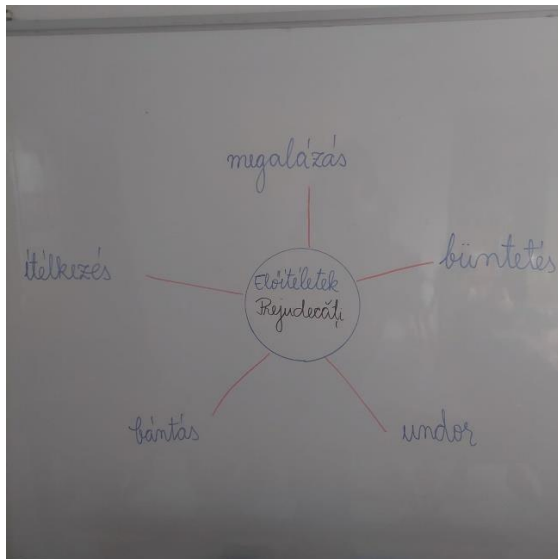 megalázás
büntetés
ítélkezés
Előítéletek
Prejudecăți
bántás
undor